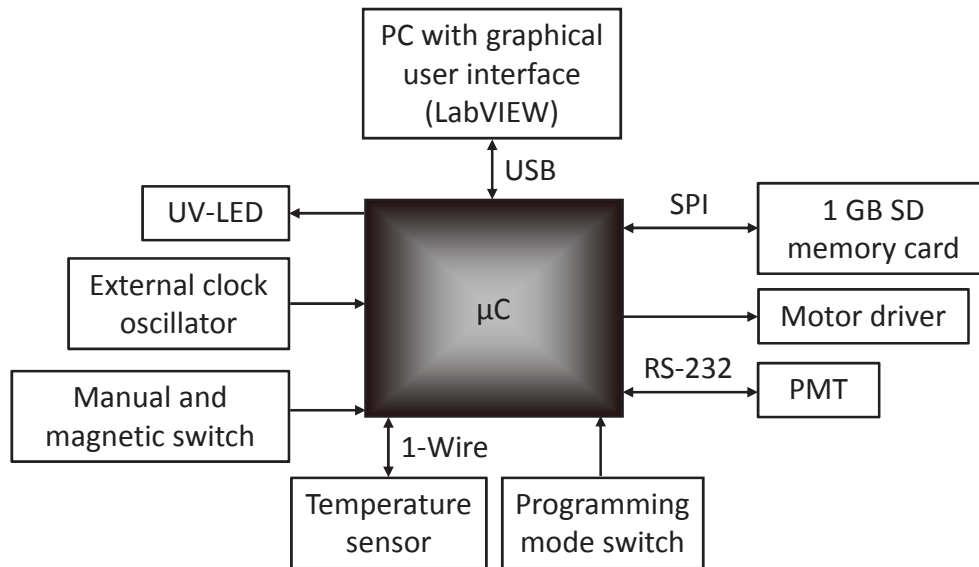 PC with graphical
user interface
(LabVIEW)
USB
UV-LED
SPI
1 GB SD
memory card
External clock
oscillator
µC
Motor driver
Manual and
magnetic switch
RS-232
PMT
1-Wire
Temperature
sensor
Programming
mode switch